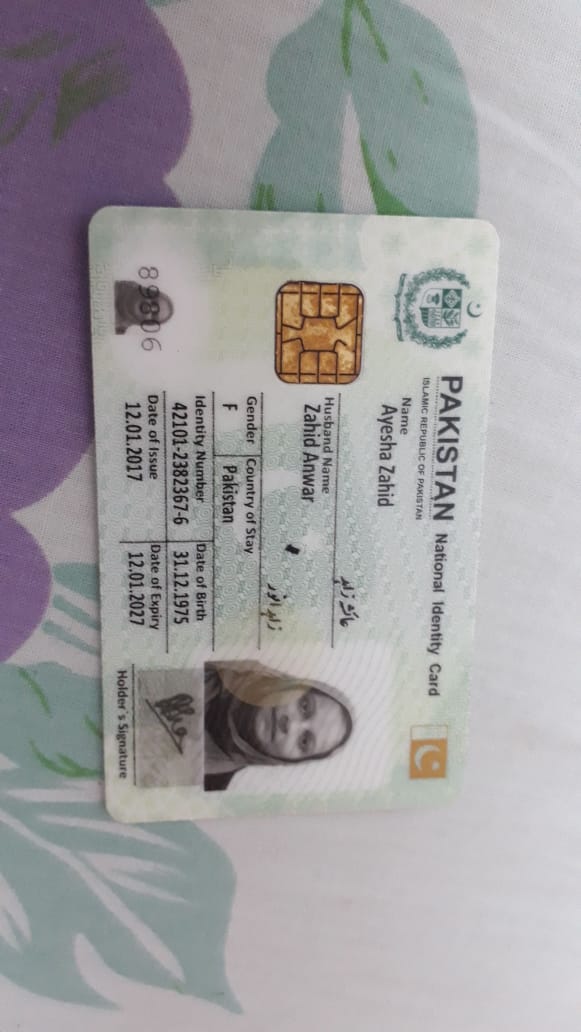 PAKISTAN National Identity Card
ISLAMIC REPUBLIC OF PAKISTAN
Name
Ayesha Zahid
عائشہ زاہد
Husband Name
Zahid Anwar
زاہد انور
Gender Country of Stay
F Pakistan
Identity Number Date of Birth
42101-2382367-6 31.12.1975
Date of Issue Date of Expiry
12.01.2017 12.01.2027
Holder's Signature
89806